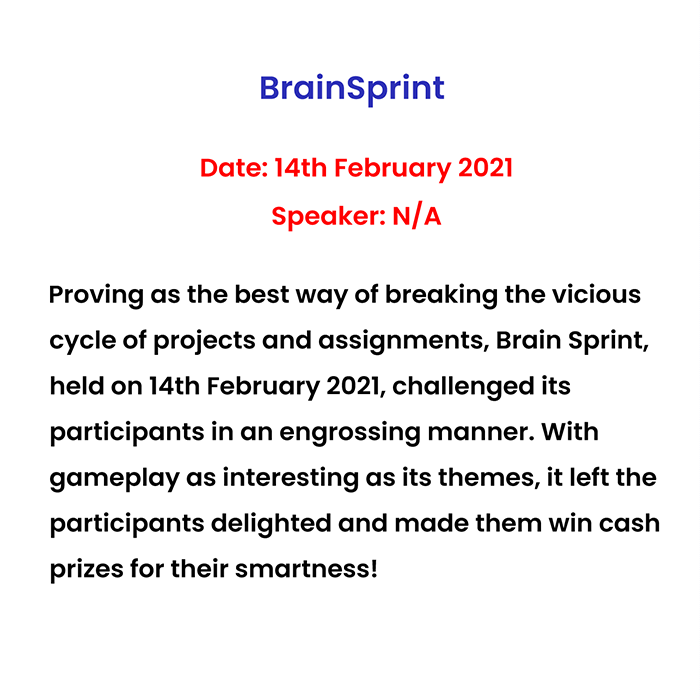 BrainSprint
Date: 14th February 2021
Speaker: N/A
Proving as the best way of breaking the vicious
cycle of projects and assignments, Brain Sprint,
held on 14th February 2021, challenged its
participants in an engrossing manner. With
gameplay as interesting as its themes, it left the
participants delighted and made them win cash
prizes for their smartness!